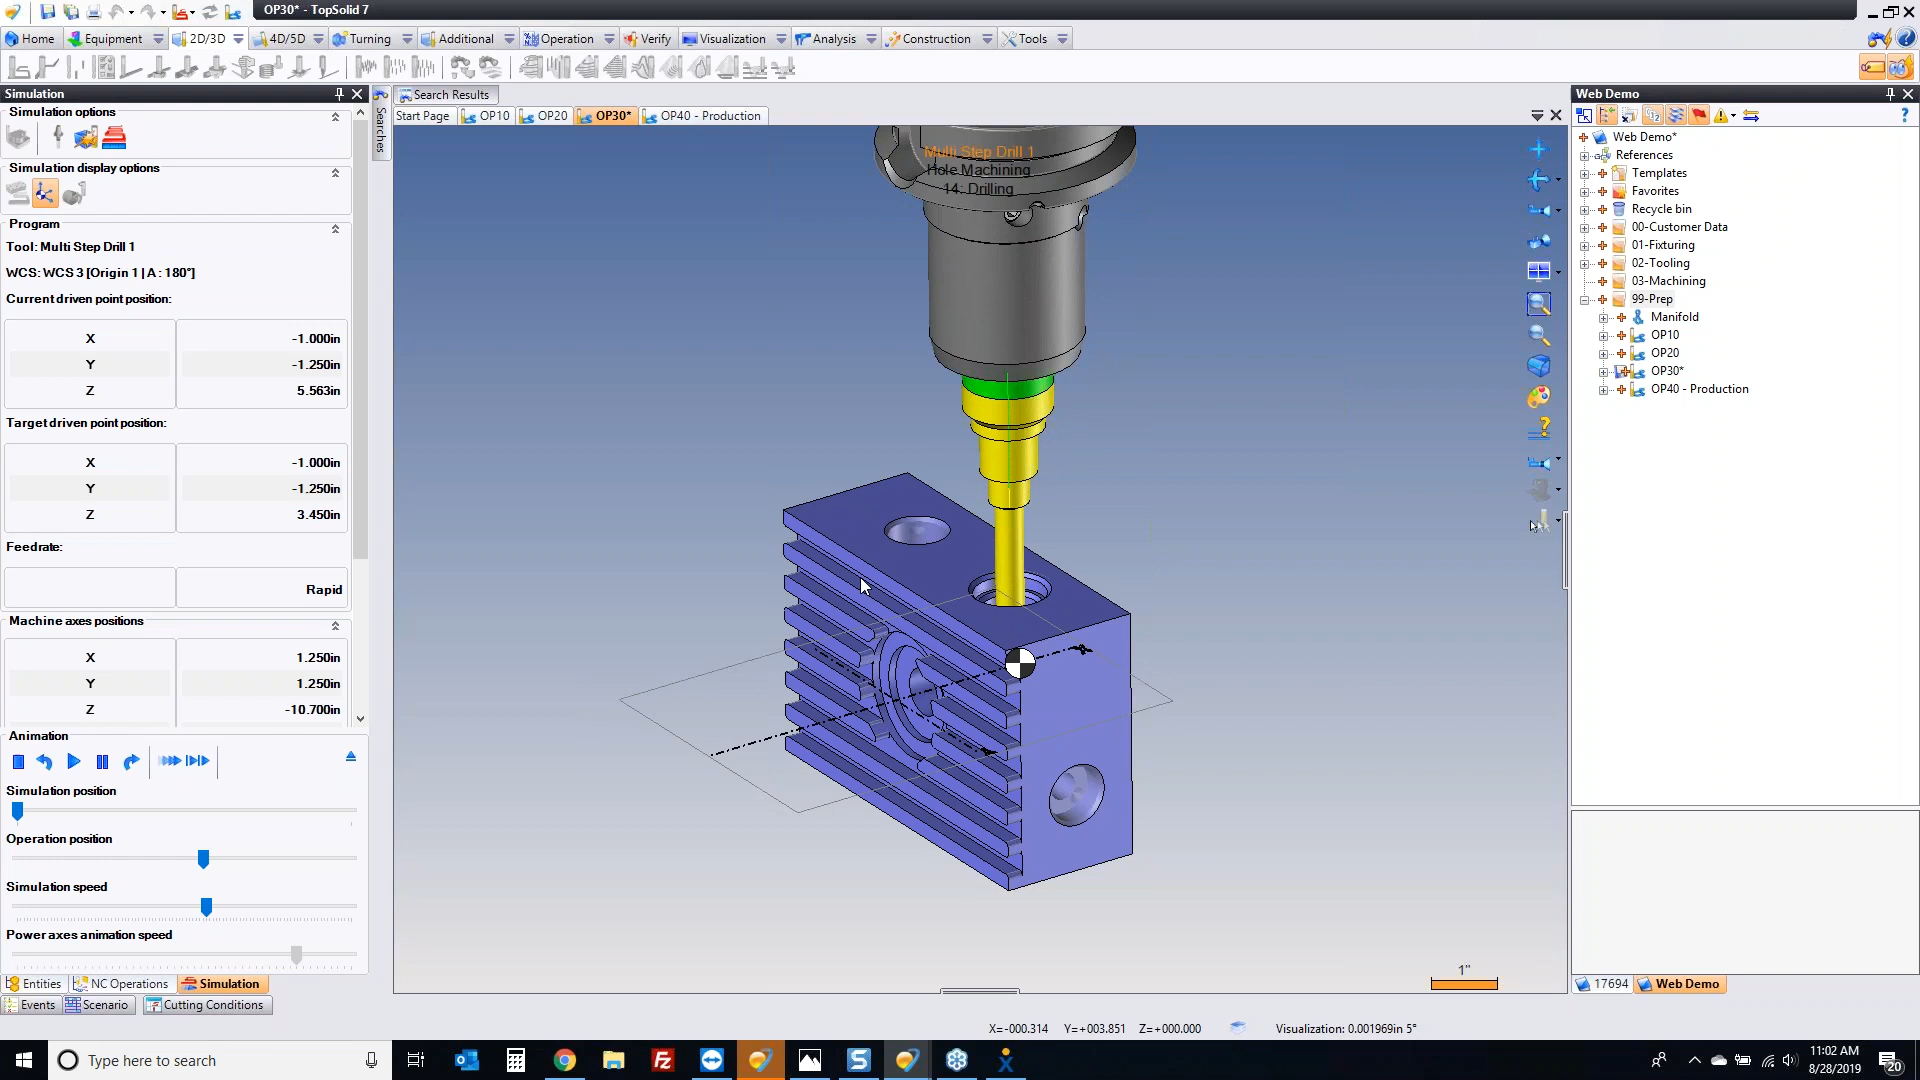 OP30* - TopSolid 7
Home
Equipment
2D/3D
4D/5D
Turning
Additional
Operation
Verify
Visualization
Analysis
Construction
Tools
Simulation
Simulation options
Simulation display options
Program
Tool: Multi Step Drill 1
WCS: WCS 3 [Origin 1 | A : 180°]
Current driven point position:
X -1.000in
Y -1.250in
Z 5.563in
Target driven point position:
X -1.000in
Y -1.250in
Z 3.450in
Feedrate:
Rapid
Machine axes positions
X 1.250in
Y 1.250in
Z -10.700in
Animation
Simulation position
Operation position
Simulation speed
Power axes animation speed
Entities
NC Operations
Simulation
Events
Scenario
Cutting Conditions
Searches
Search Results
Start Page
OP10
OP20
OP30*
OP40 - Production
Multi Step Drill 1
Hole Machining
14: Drilling
1"
X=-000.314 Y=+003.851 Z=+000.000
Visualization: 0.001969in 5°
Web Demo
Web Demo*
References
Templates
Favorites
Recycle bin
00-Customer Data
01-Fixturing
02-Tooling
03-Machining
99-Prep
Manifold
OP10
OP20
OP30*
OP40 - Production
17694
Web Demo
Type here to search
11:02 AM
8/28/2019
20